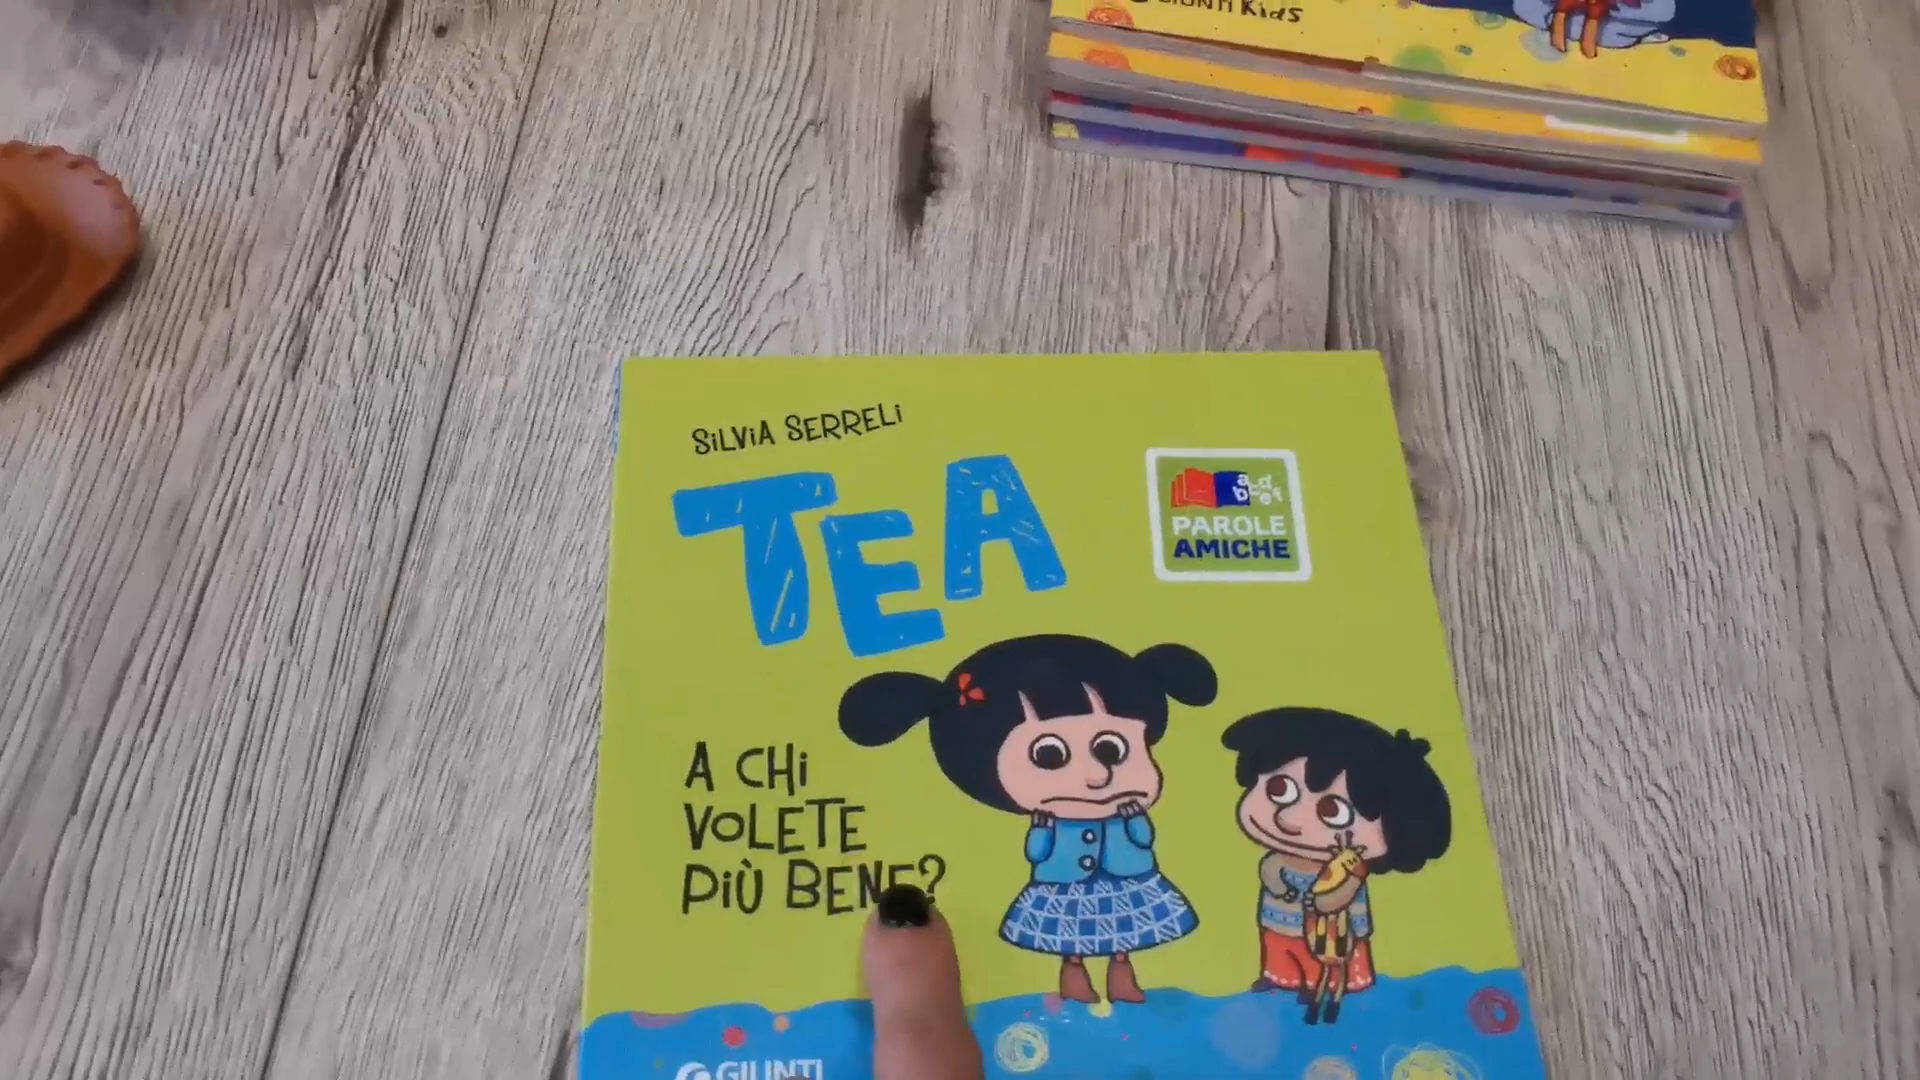 GIUNTI Kids
SILVIA SERRELI
TEA
a b c d e f
PAROLE
AMICHE
A CHI
VOLETE
PIÙ BENE?
GIUNTI